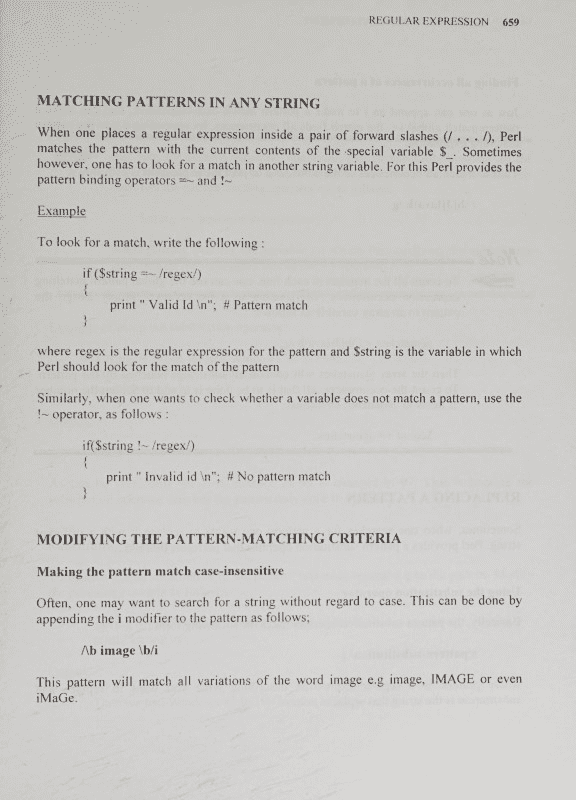 REGULAR EXPRESSION 659
MATCHING PATTERNS IN ANY STRING
When one places a regular expression inside a pair of forward slashes (/ . . . /), Perl
matches the pattern with the current contents of the special variable $_. Sometimes
however, one has to look for a match in another string variable. For this Perl provides the
pattern binding operators =~ and !~
Example
To look for a match, write the following :
if ($string =~ /regex/)
{
print " Valid Id \n"; # Pattern match
}
where regex is the regular expression for the pattern and $string is the variable in which
Perl should look for the match of the pattern
Similarly, when one wants to check whether a variable does not match a pattern, use the
!~ operator, as follows :
if($string !~ /regex/)
{
print " Invalid id \n"; # No pattern match
}
MODIFYING THE PATTERN-MATCHING CRITERIA
Making the pattern match case-insensitive
Often, one may want to search for a string without regard to case. This can be done by
appending the i modifier to the pattern as follows;
/\b image \b/i
This pattern will match all variations of the word image e.g image, IMAGE or even
iMaGe.